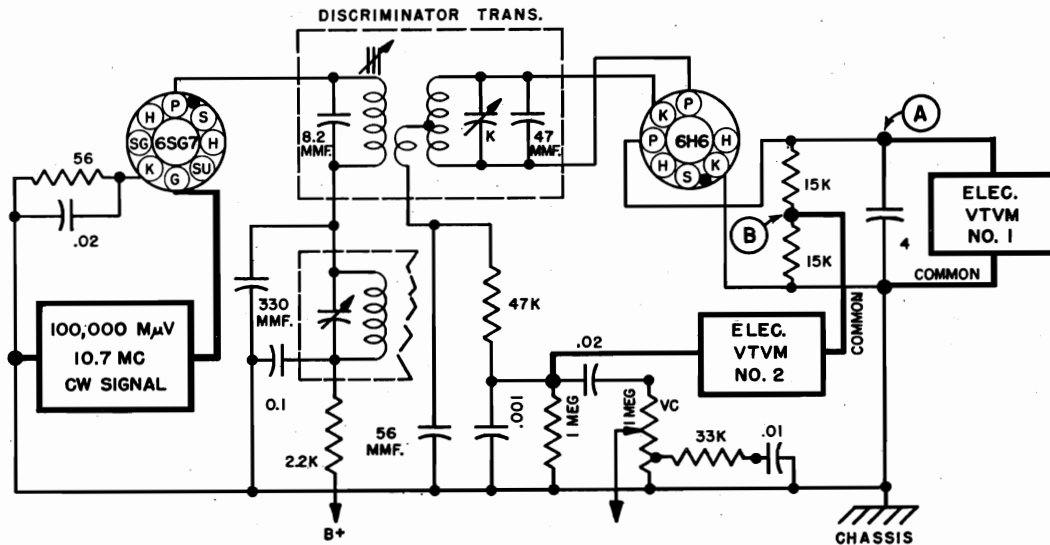 DISCRIMINATOR TRANS.
P
H
S
SG
6SG7
H
K
SU
G
56
.02
8.2
MMF.
K
47
MMF.
P
K
P
6H6
H
H
K
S
A
15K
B
15K
4
ELEC.
VTVM
NO. 1
COMMON
COMMON
100,000 MμV
10.7 MC
CW SIGNAL
330
MMF.
0.1
2.2K
B+
47K
56
MMF.
.001
1 MEG
.02
ELEC.
VTVM
NO. 2
1 MEG
VC
33K
.01
CHASSIS